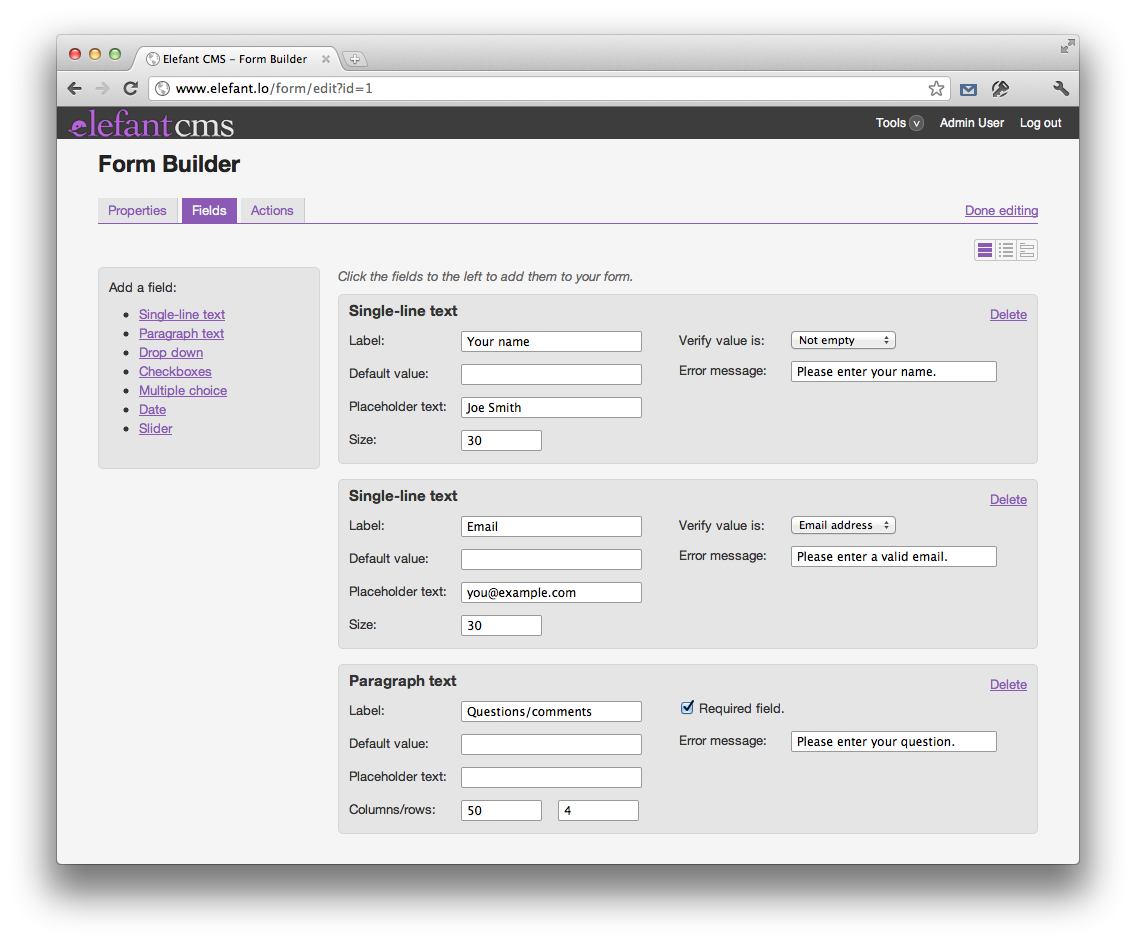 Elefant CMS – Form Builder
www.elefant.lo/form/edit?id=1
elefant cms
Tools v Admin User Log out
Form Builder
Properties Fields Actions Done editing
Add a field:
Single-line text
Paragraph text
Drop down
Checkboxes
Multiple choice
Date
Slider
Click the fields to the left to add them to your form.
Single-line text Delete
Label: Your name Verify value is: Not empty
Default value: Error message: Please enter your name.
Placeholder text: Joe Smith
Size: 30
Single-line text Delete
Label: Email Verify value is: Email address
Default value: Error message: Please enter a valid email.
Placeholder text: you@example.com
Size: 30
Paragraph text Delete
Label: Questions/comments Required field.
Default value: Error message: Please enter your question.
Placeholder text:
Columns/rows: 50 4